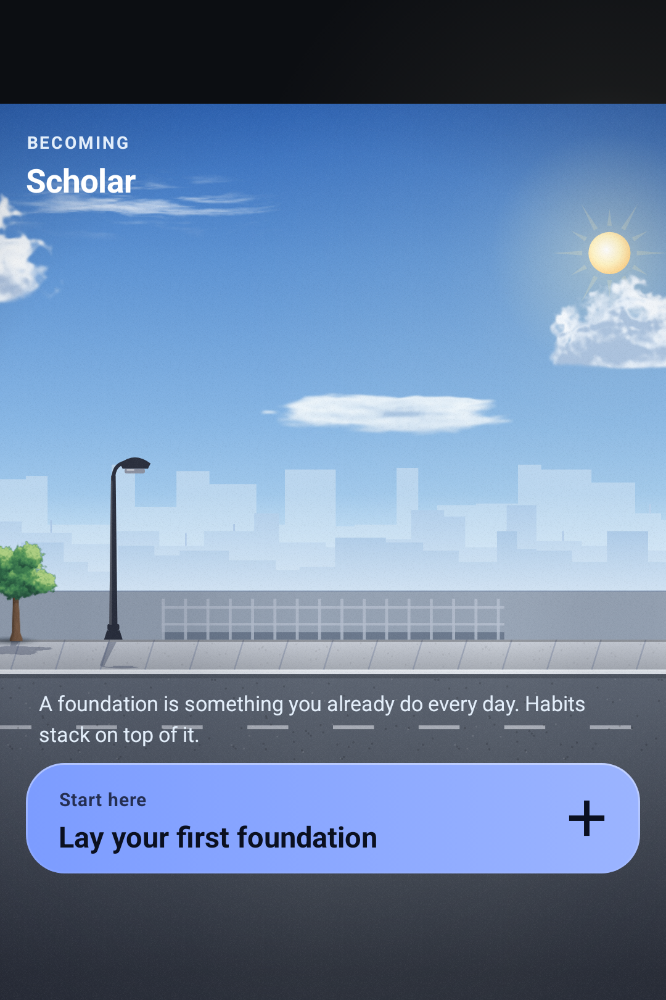 BECOMING
Scholar
A foundation is something you already do every day. Habits
stack on top of it.
Start here
Lay your first foundation